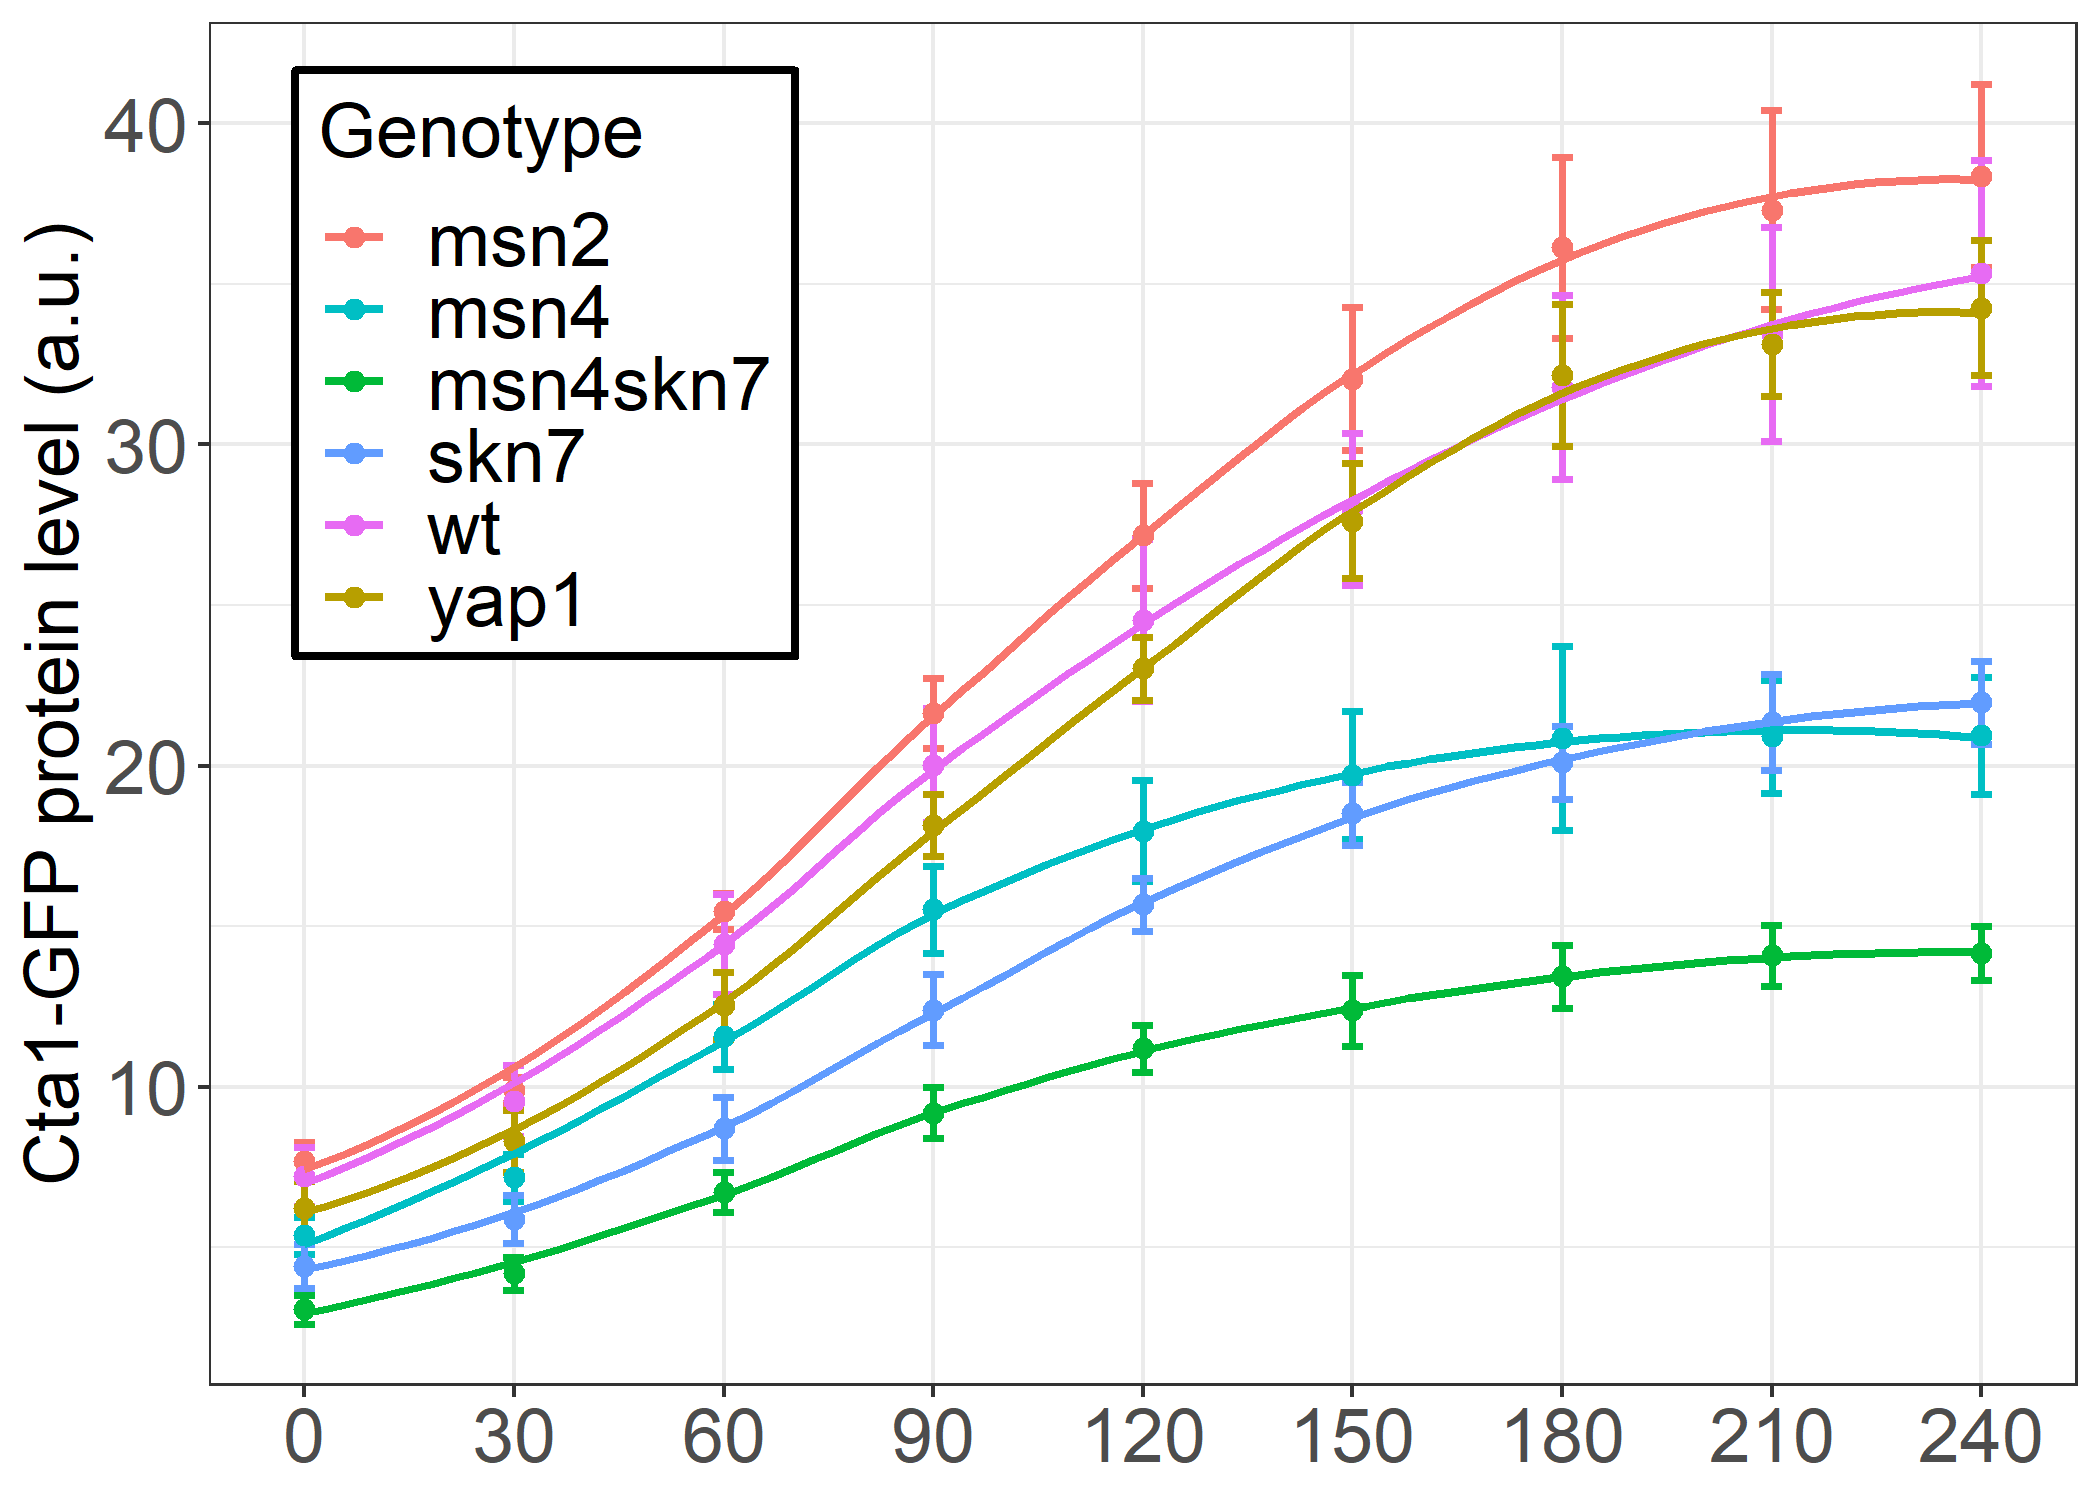 Cta1-GFP protein level (a.u.)
40
30
20
10
Genotype
msn2
msn4
msn4skn7
skn7
wt
yap1
0 30 60 90 120 150 180 210 240